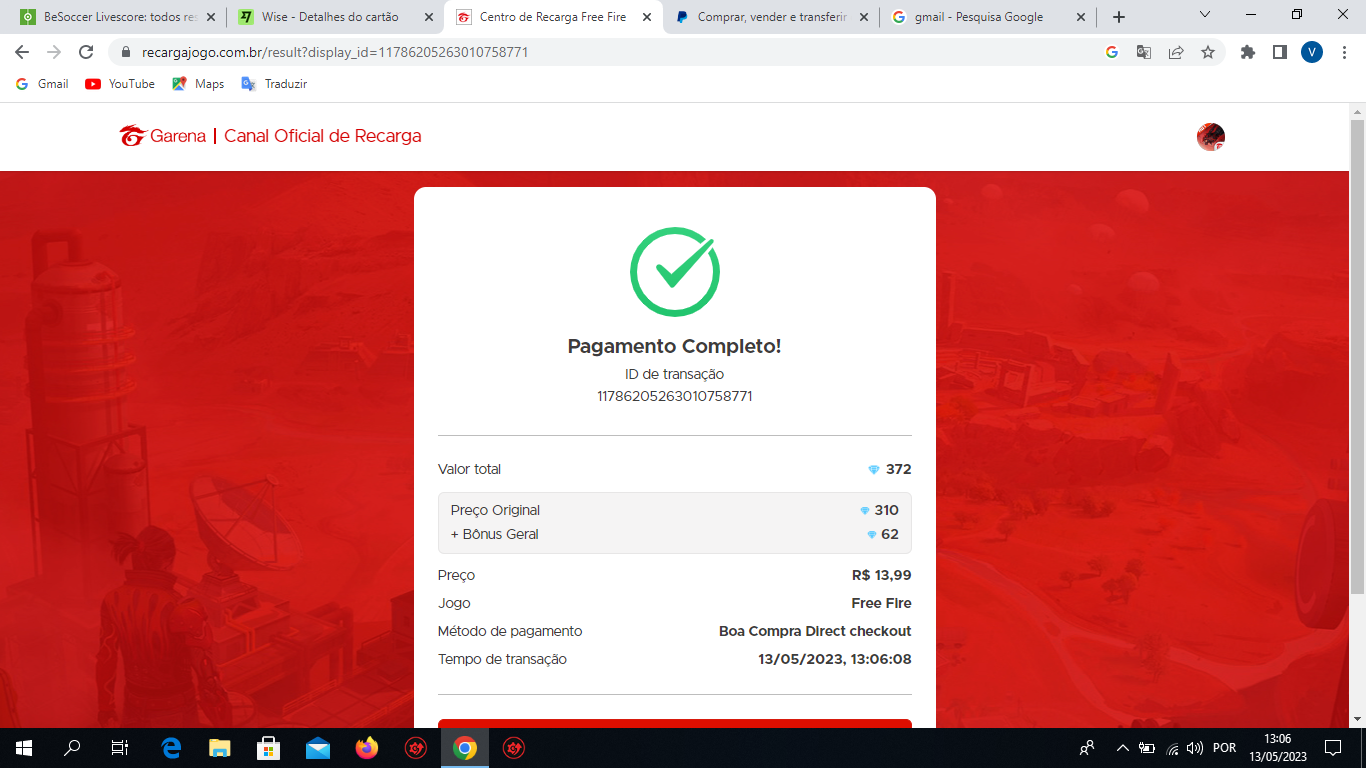 BeSoccer Livescore: todos res
Wise - Detalhes do cartão
Centro de Recarga Free Fire
Comprar, vender e transferir
gmail - Pesquisa Google
recargajogo.com.br/result?display_id=11786205263010758771
V
Gmail
YouTube
Maps
Traduzir
Garena | Canal Oficial de Recarga
Pagamento Completo!
ID de transação
11786205263010758771
Valor total 372
Preço Original 310
+ Bônus Geral 62
Preço R$ 13,99
Jogo Free Fire
Método de pagamento Boa Compra Direct checkout
Tempo de transação 13/05/2023, 13:06:08
POR
13:06
13/05/2023